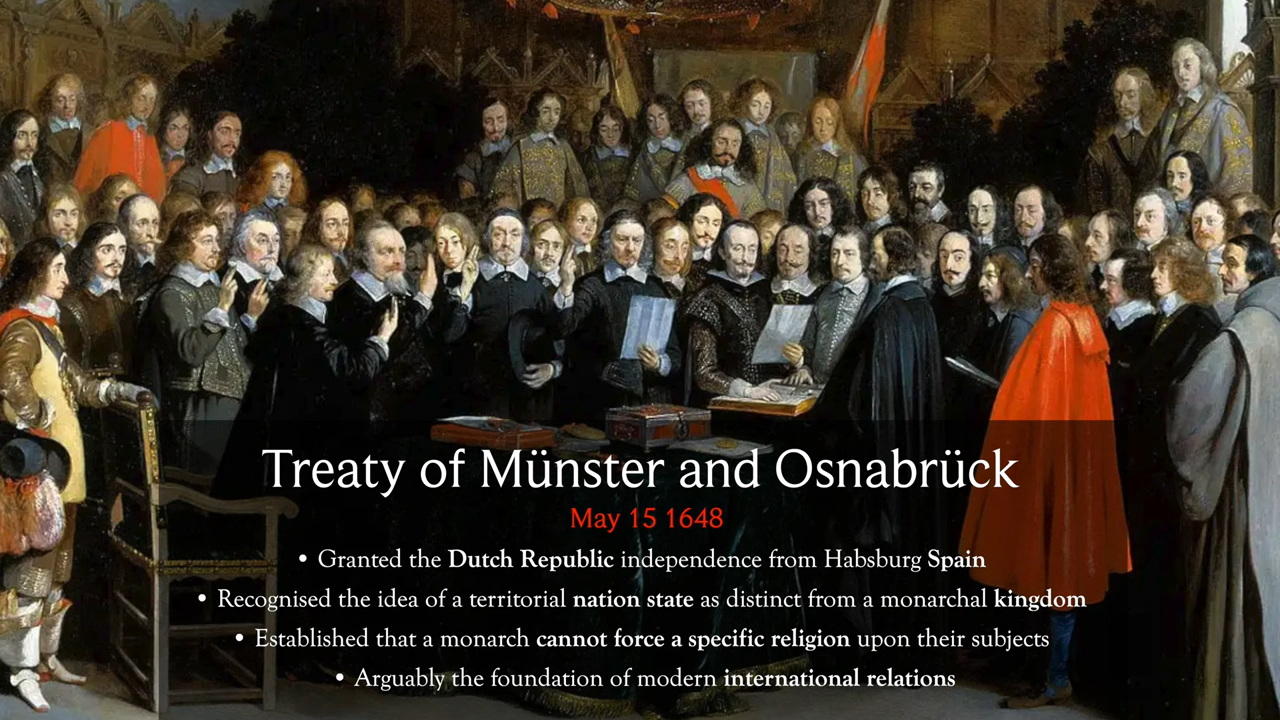 Treaty of Münster and Osnabrück
May 15 1648
• Granted the Dutch Republic independence from Habsburg Spain
• Recognised the idea of a territorial nation state as distinct from a monarchal kingdom
• Established that a monarch cannot force a specific religion upon their subjects
• Arguably the foundation of modern international relations